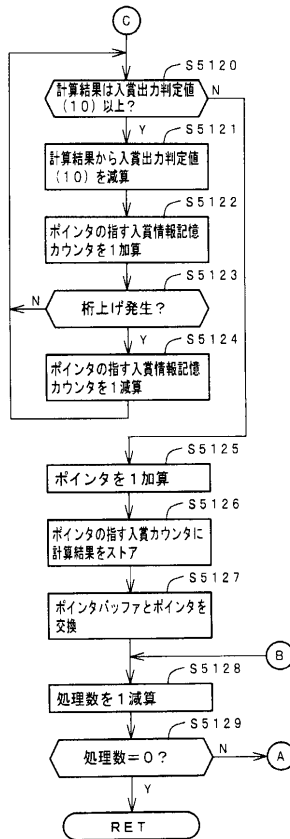 C
S5120
計算結果は入賞出力判定値
(10)以上?
N
Y
S5121
計算結果から入賞出力判定値
(10)を減算
S5122
ポインタの指す入賞情報記憶
カウンタを1加算
S5123
N
桁上げ発生?
Y
S5124
ポインタの指す入賞情報記憶
カウンタを1減算
S5125
ポインタを1加算
S5126
ポインタの指す入賞カウンタに
計算結果をストア
S5127
ポインタバッファとポインタを
交換
B
S5128
処理数を1減算
S5129
処理数=0?
N
A
Y
RET